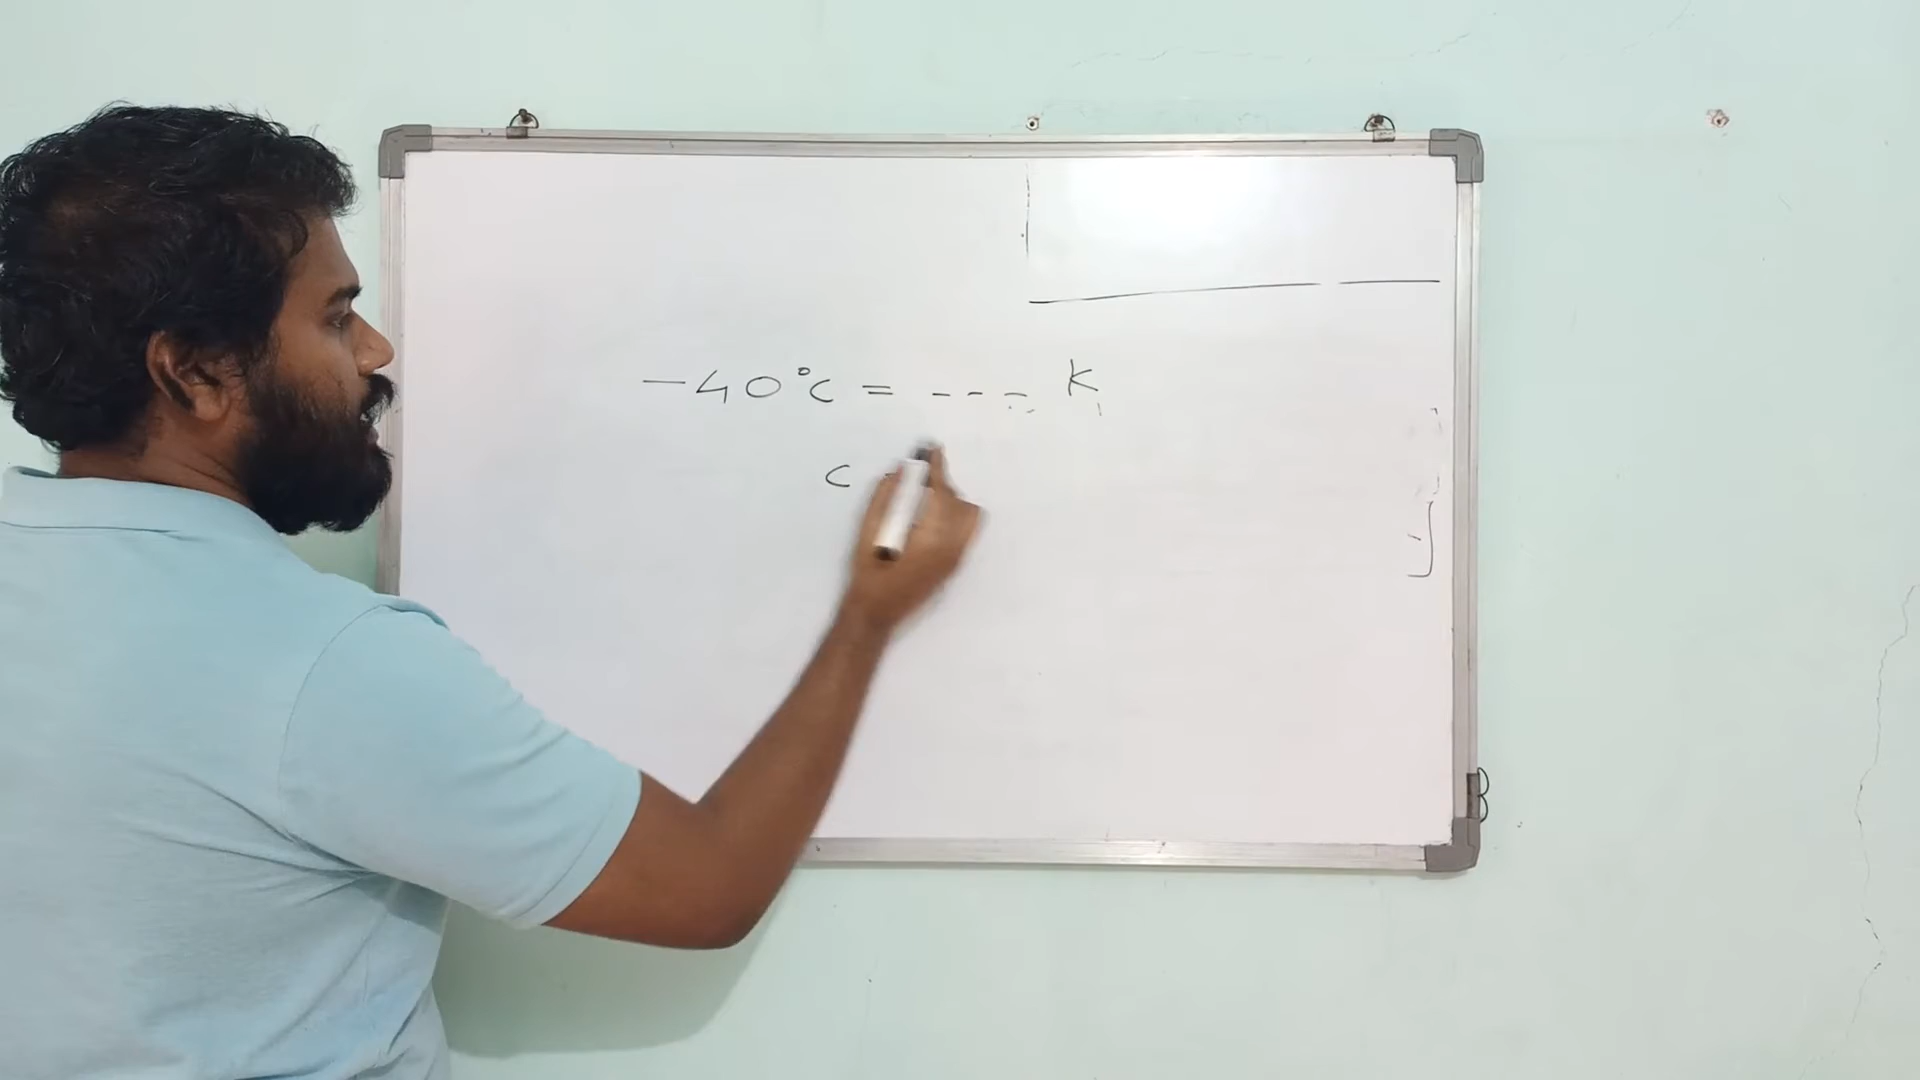 -40°C = ---- K
C